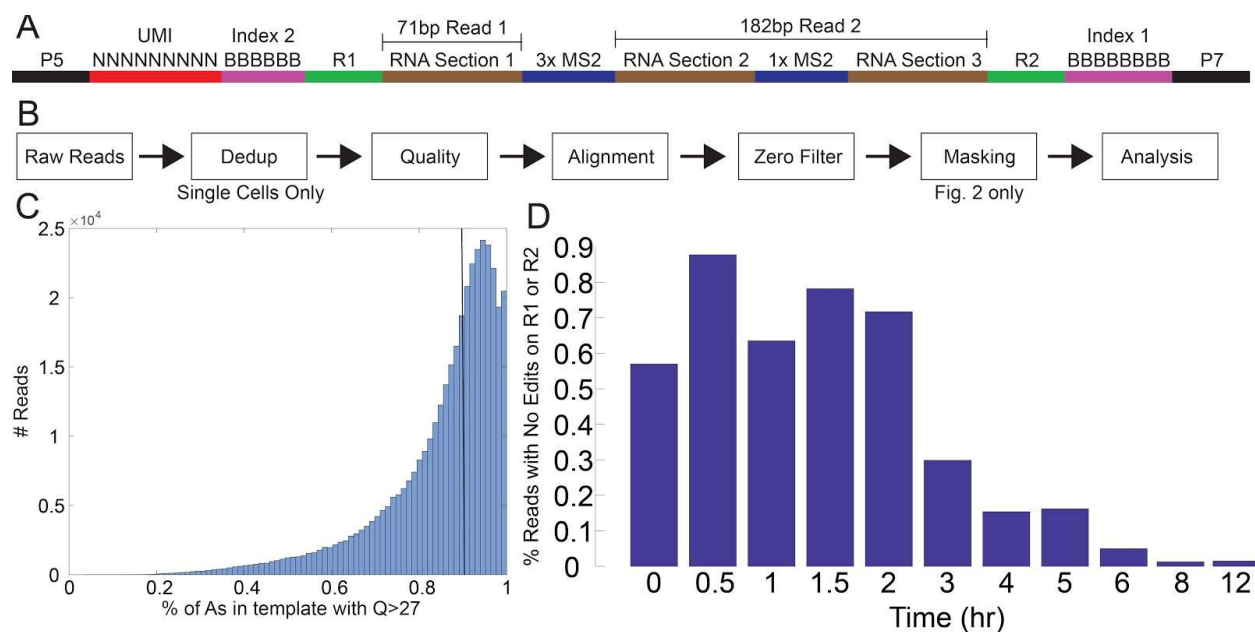 A
71bp Read 1
182bp Read 2
UMI
Index 2
Index 1
P5
NNNNNNNNN
BBBBBB
R1
RNA Section 1
3x MS2
RNA Section 2
1x MS2
RNA Section 3
R2
BBBBBBBB
P7
B
Raw Reads
Dedup
Quality
Alignment
Zero Filter
Masking
Analysis
Single Cells Only
Fig. 2 only
C
×10⁴
2.5
2
1.5
1
0.5
0
# Reads
0 0.2 0.4 0.6 0.8 1
% of As in template with Q>27
D
% Reads with No Edits on R1 or R2
0.9
0.8
0.7
0.6
0.5
0.4
0.3
0.2
0.1
0
0 0.5 1 1.5 2 3 4 5 6 8 12
Time (hr)